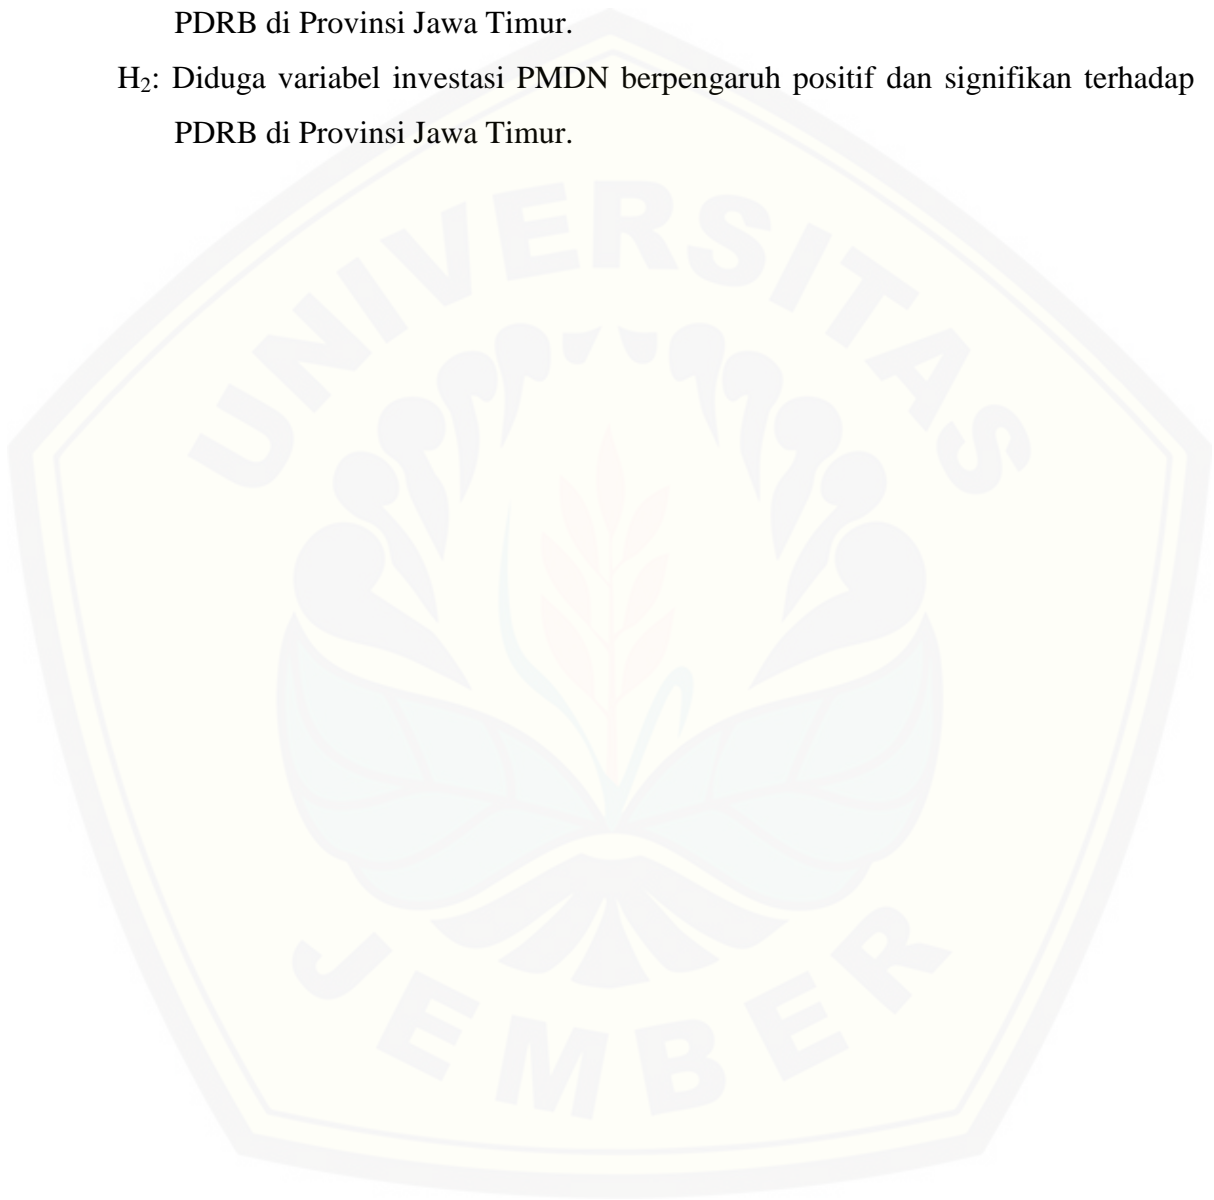 PDRB di Provinsi Jawa Timur.
H₂: Diduga variabel investasi PMDN berpengaruh positif dan signifikan terhadap
PDRB di Provinsi Jawa Timur.
UNIVERSITAS
JEMBER